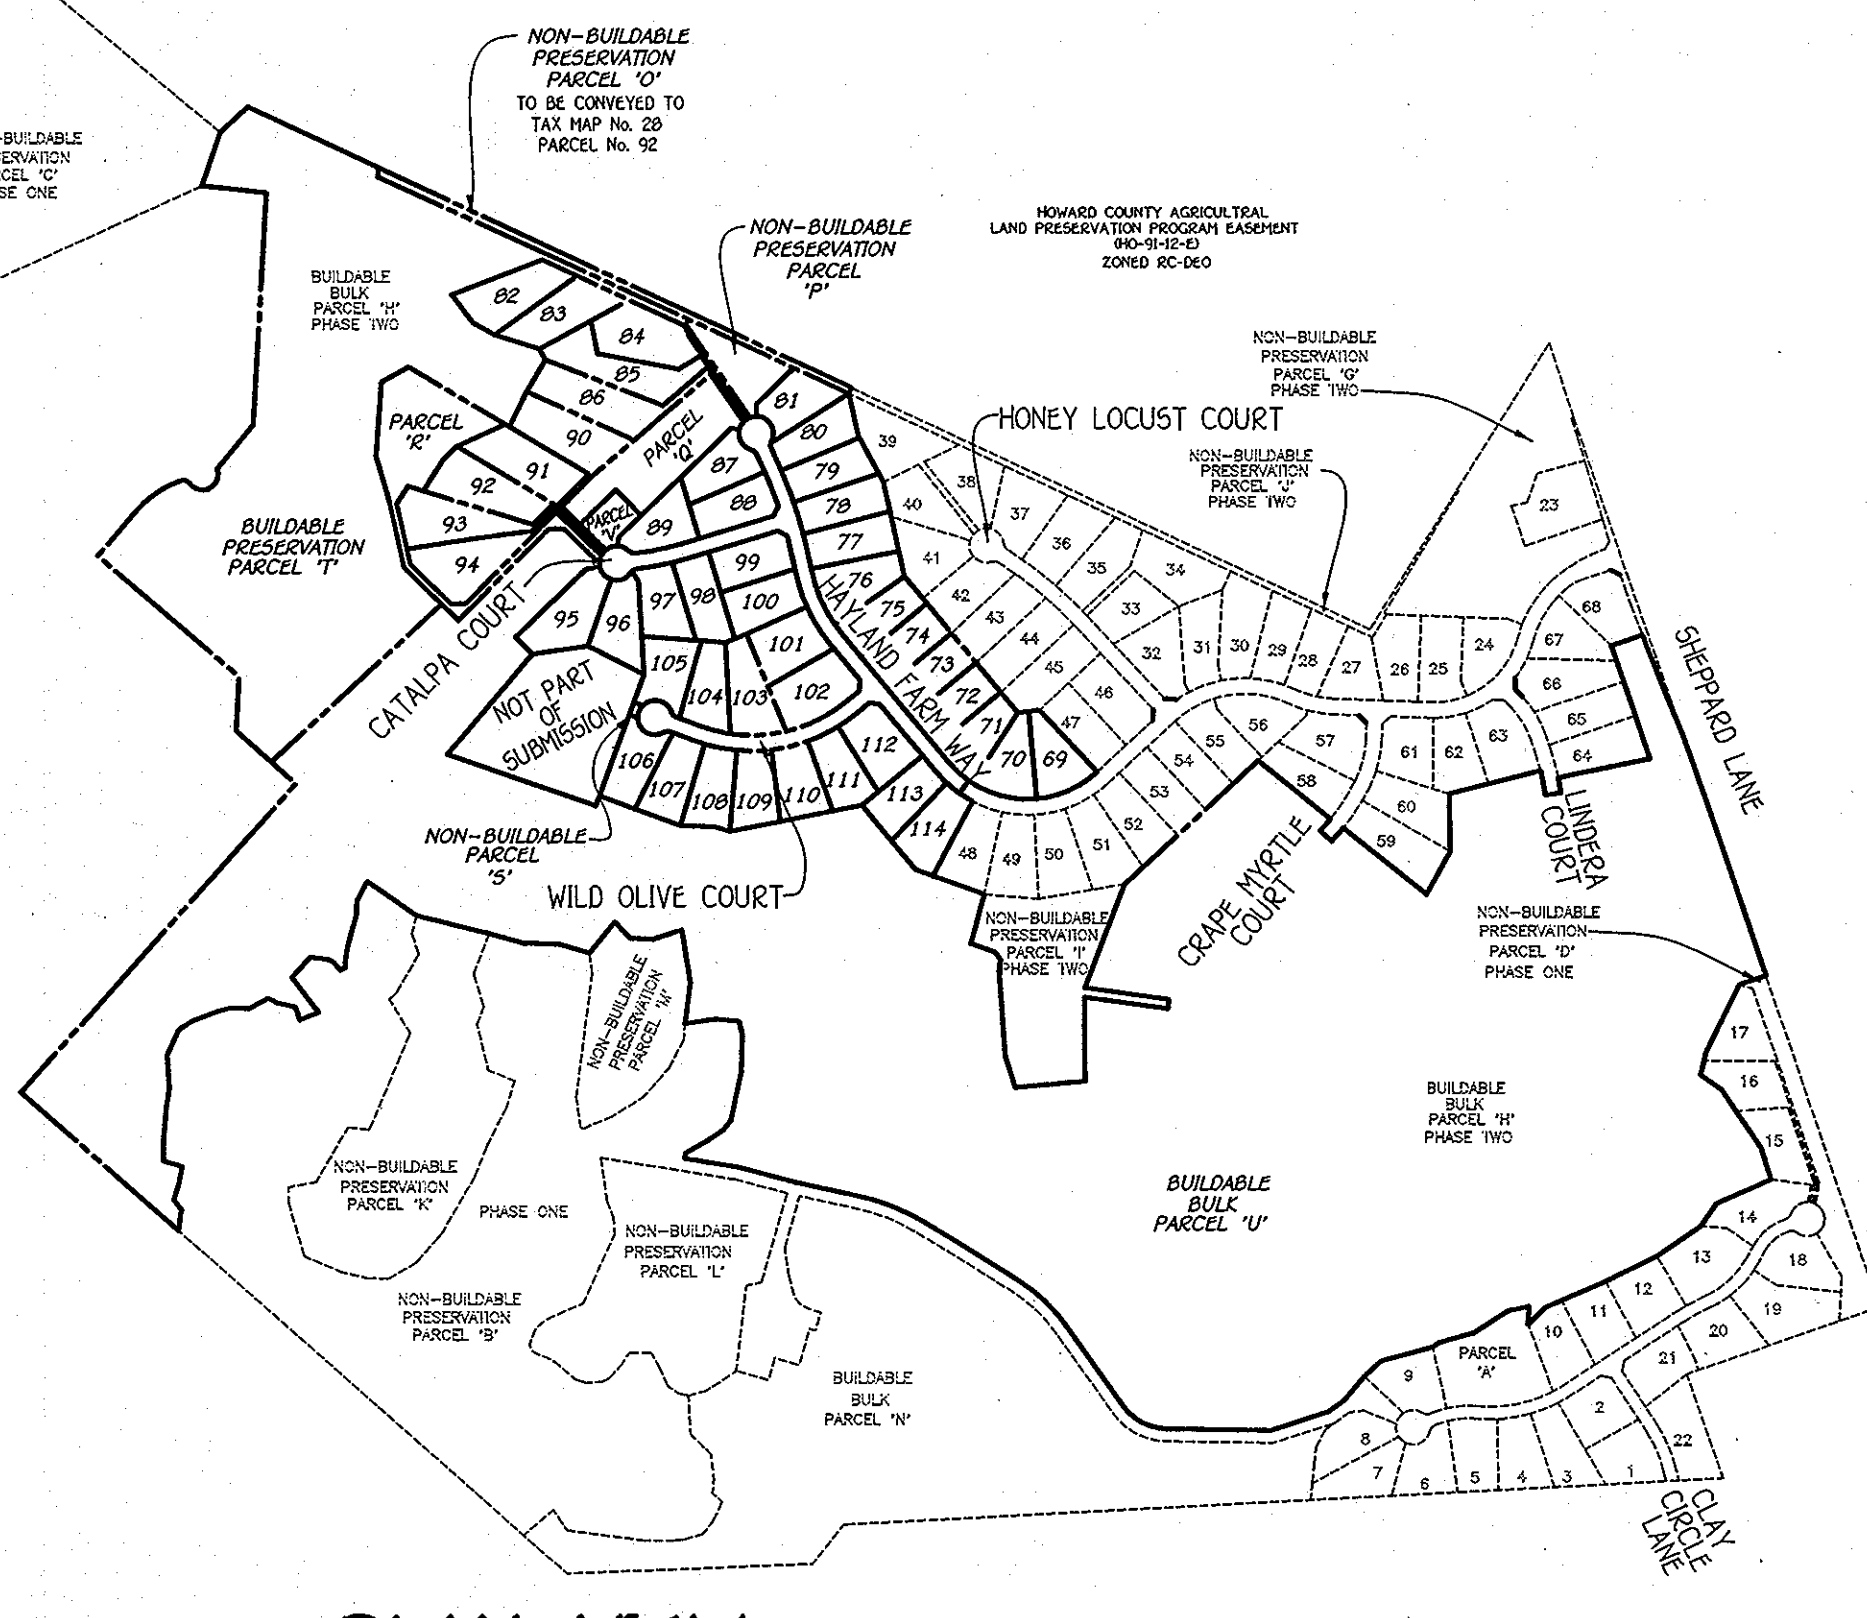 NON-BUILDABLE
PRESERVATION
PARCEL 'O'
TO BE CONVEYED TO
TAX MAP No. 28
PARCEL No. 92
-BUILDABLE
ERVATION
CEL 'C'
SE ONE
NON-BUILDABLE
PRESERVATION
PARCEL
'P'
HOWARD COUNTY AGRICULTRAL
LAND PRESERVATION PROGRAM EASEMENT
(HO-91-12-E)
ZONED RC-DEO
BUILDABLE
BULK
PARCEL 'H'
PHASE TWO
NON-BUILDABLE
PRESERVATION
PARCEL 'G'
PHASE TWO
HONEY LOCUST COURT
NON-BUILDABLE
PRESERVATION
PARCEL 'J'
PHASE TWO
82
83
84
85
86
90
PARCEL
'R'
91
92
93
94
PARCEL
'Q'
PARCEL
'V'
81
80
79
78
77
76
75
74
73
72
71
70
69
87
88
89
99
100
101
102
98
97
96
95
105
104
103
106
107
108
109
110
111
112
113
114
BUILDABLE
PRESERVATION
PARCEL 'T'
CATALPA COURT
HAYLAND FARM WAY
NOT PART
OF
SUBMISSION
39
38
37
36
35
34
33
32
31
30
29
28
27
26
25
24
23
40
41
42
43
44
45
46
47
68
67
66
65
64
63
62
61
60
59
58
57
56
55
54
53
52
51
50
49
48
SHEPPARD LANE
LINDERA
COURT
CRAPE MYRTLE
COURT
NON-BUILDABLE
PARCEL
'S'
WILD OLIVE COURT
NON-BUILDABLE
PRESERVATION
PARCEL 'I'
PHASE TWO
NON-BUILDABLE
PRESERVATION
PARCEL 'D'
PHASE ONE
NON-BUILDABLE
PRESERVATION
PARCEL 'M'
BUILDABLE
BULK
PARCEL 'H'
PHASE TWO
BUILDABLE
BULK
PARCEL 'U'
NON-BUILDABLE
PRESERVATION
PARCEL 'K'
PHASE ONE
NON-BUILDABLE
PRESERVATION
PARCEL 'L'
NON-BUILDABLE
PRESERVATION
PARCEL 'B'
BUILDABLE
BULK
PARCEL 'N'
17
16
15
14
13
12
11
10
PARCEL
'A'
9
8
7
6
5
4
3
2
1
18
19
20
21
22
CLAY
CIRCLE
LANE